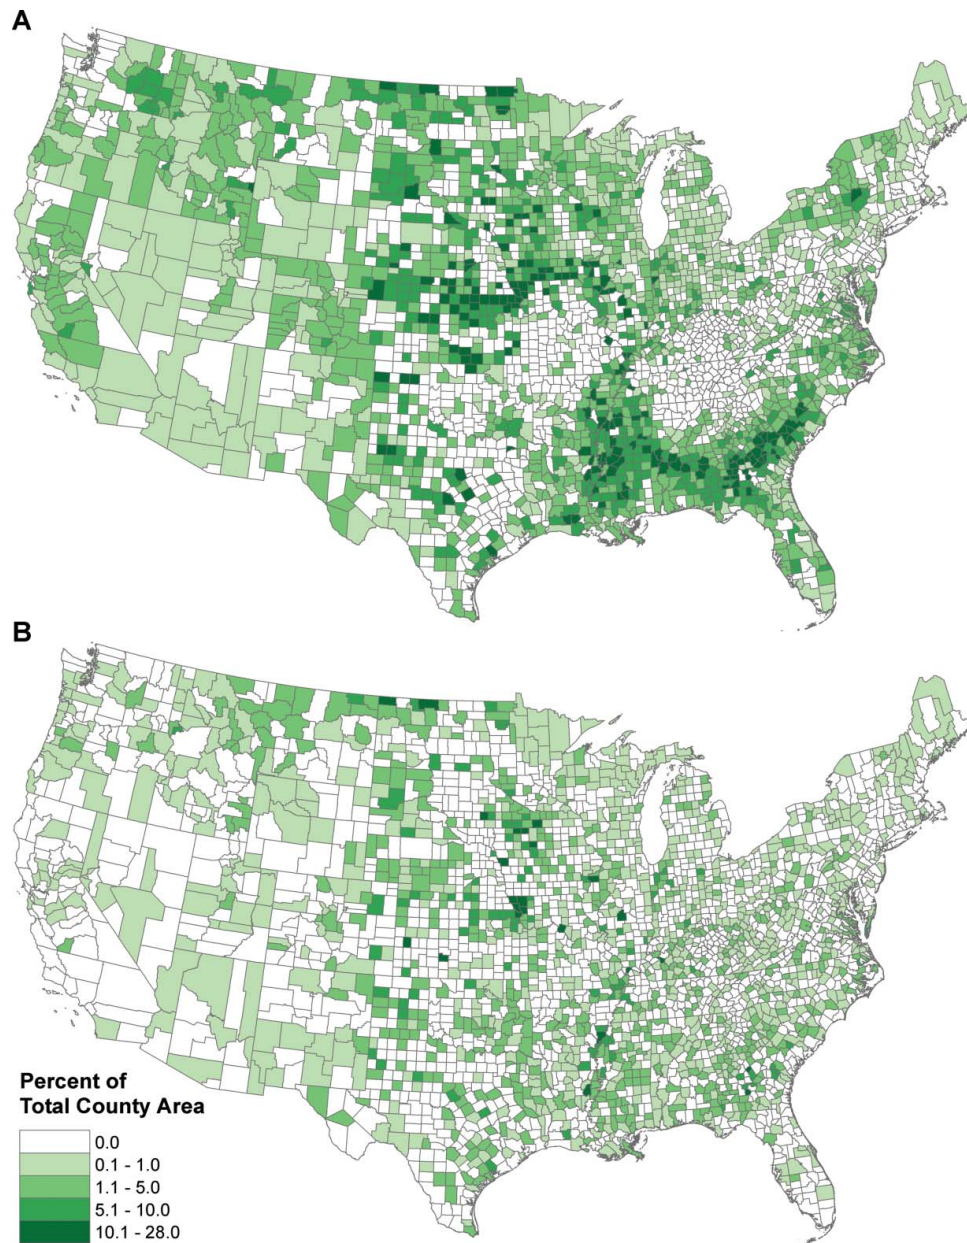 A
B
Percent of
Total County Area
0.0
0.1 - 1.0
1.1 - 5.0
5.1 - 10.0
10.1 - 28.0